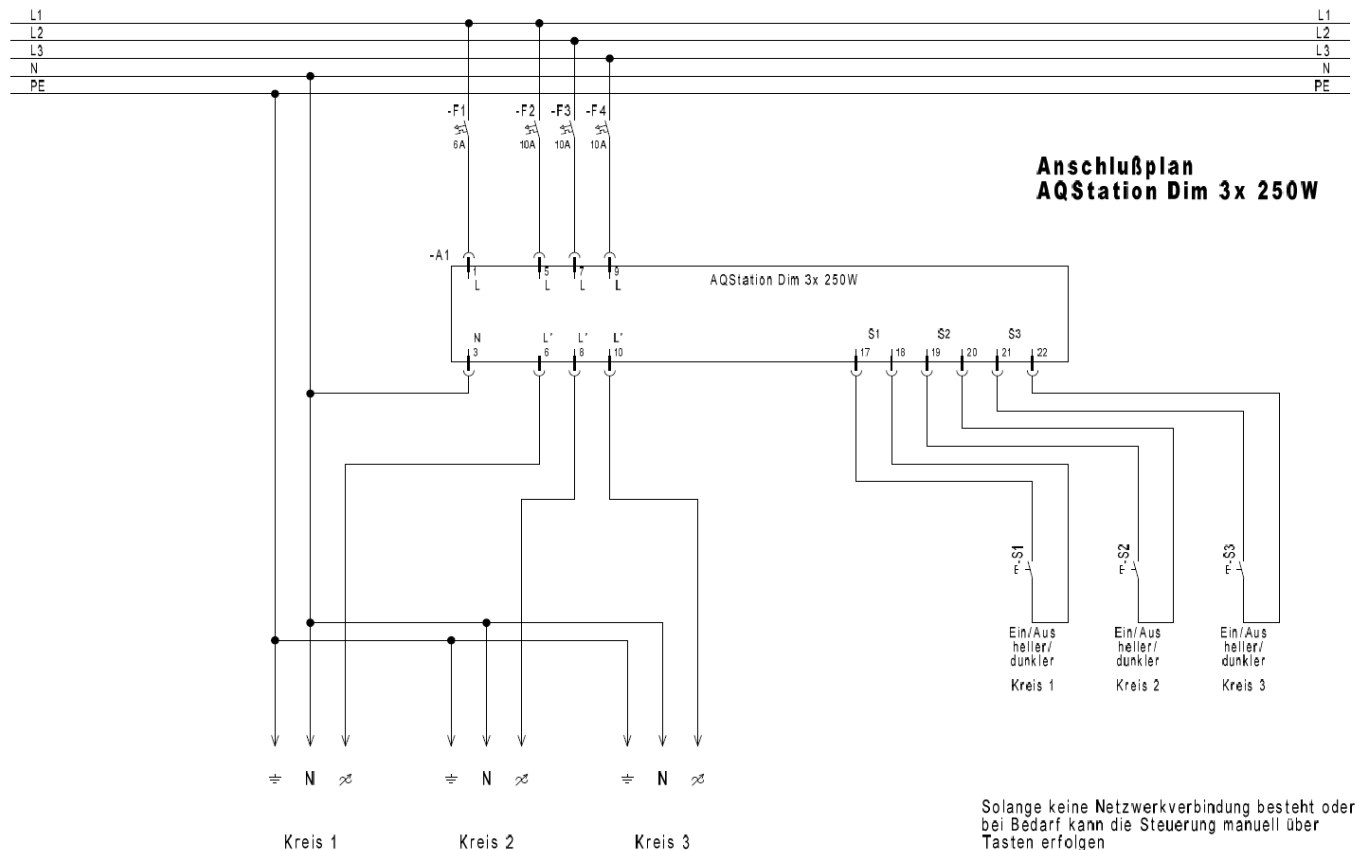 L1 L1
L2 L2
L3 L3
N N
PE PE
-F1 -F2 -F3 -F4
6A 10A 10A 10A
Anschlußplan
AQStation Dim 3x 250W
-A1
1 5 7 9
L L L L
AQStation Dim 3x 250W
N L' L' L' S1 S2 S3
3 6 8 10 17 18 19 20 21 22
-S1 -S2 -S3
E E E
Ein/Aus Ein/Aus Ein/Aus
heller/ heller/ heller/
dunkler dunkler dunkler
Kreis 1 Kreis 2 Kreis 3
N N N
Kreis 1 Kreis 2 Kreis 3
Solange keine Netzwerkverbindung besteht oder
bei Bedarf kann die Steuerung manuell über
Tasten erfolgen